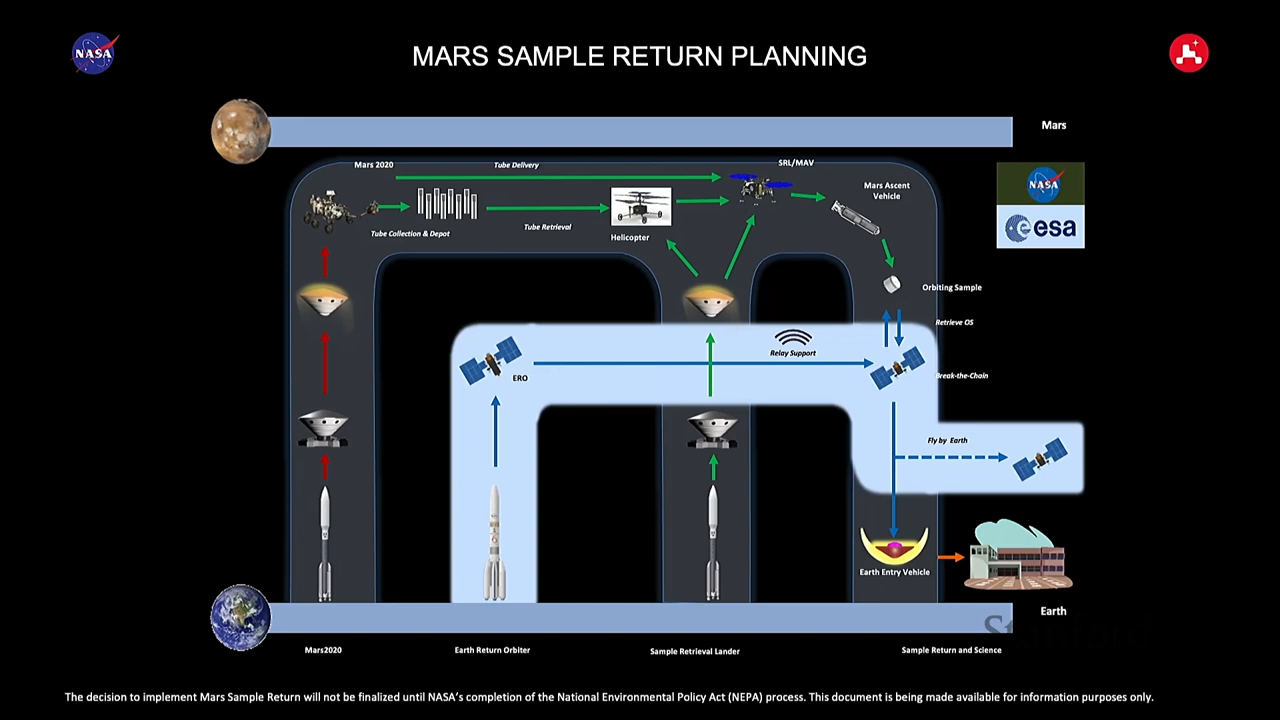 NASA
MARS SAMPLE RETURN PLANNING
Mars
Mars 2020
Tube Delivery
SRL/MAV
NASA
Mars Ascent
Vehicle
esa
Tube Collection & Depot
Tube Retrieval
Helicopter
Orbiting Sample
Retrieve OS
Relay Support
ERO
Break-the-Chain
Fly by Earth
Earth Entry Vehicle
Earth
Stanford
Mars2020
Earth Return Orbiter
Sample Retrieval Lander
Sample Return and Science
The decision to implement Mars Sample Return will not be finalized until NASA's completion of the National Environmental Policy Act (NEPA) process. This document is being made available for information purposes only.